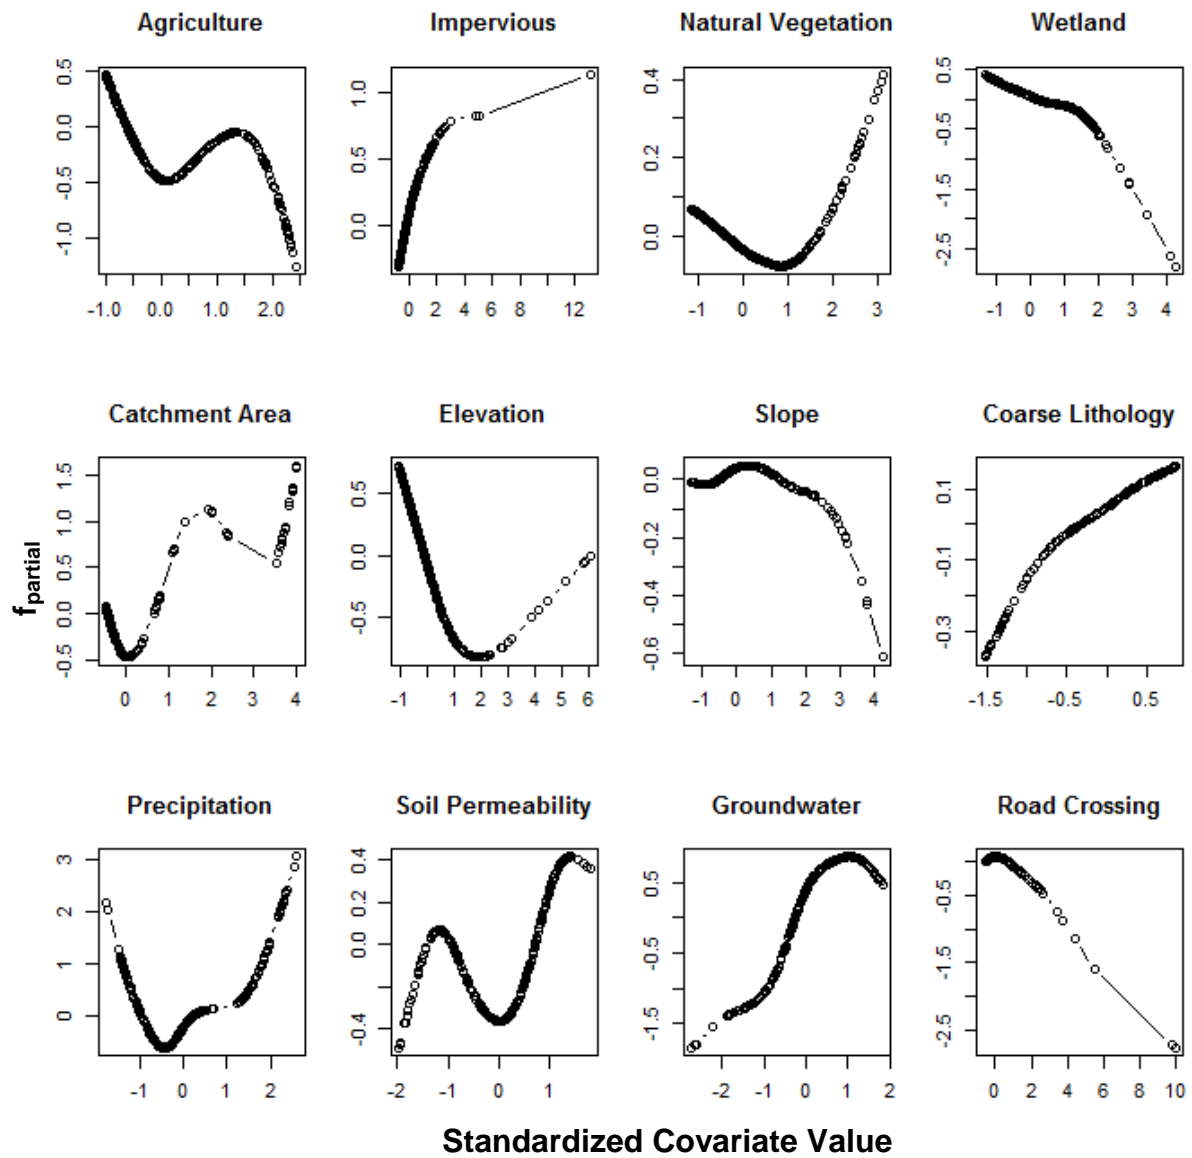 Agriculture Impervious Natural Vegetation Wetland
0.5 0.0 -0.5 -1.0
1.0 0.5 0.0
0.4 0.2 0.0
0.5 -0.5 -1.5 -2.5
-1.0 0.0 1.0 2.0 0 2 4 6 8 12 -1 0 1 2 3 -1 0 1 2 3 4
Catchment Area Elevation Slope Coarse Lithology
fpartial
1.5 1.0 0.5 0.0 -0.5
0.5 -0.5
0.0 -0.2 -0.4 -0.6
0.1 -0.1 -0.3
0 1 2 3 4 -1 1 2 3 4 5 6 -1 0 1 2 3 4 -1.5 -0.5 0.5
Precipitation Soil Permeability Groundwater Road Crossing
3 2 1 0
0.4 0.0 -0.4
0.5 -0.5 -1.5
-0.5 -1.5 -2.5
-1 0 1 2 -2 -1 0 1 -2 -1 0 1 2 0 2 4 6 8 10
Standardized Covariate Value